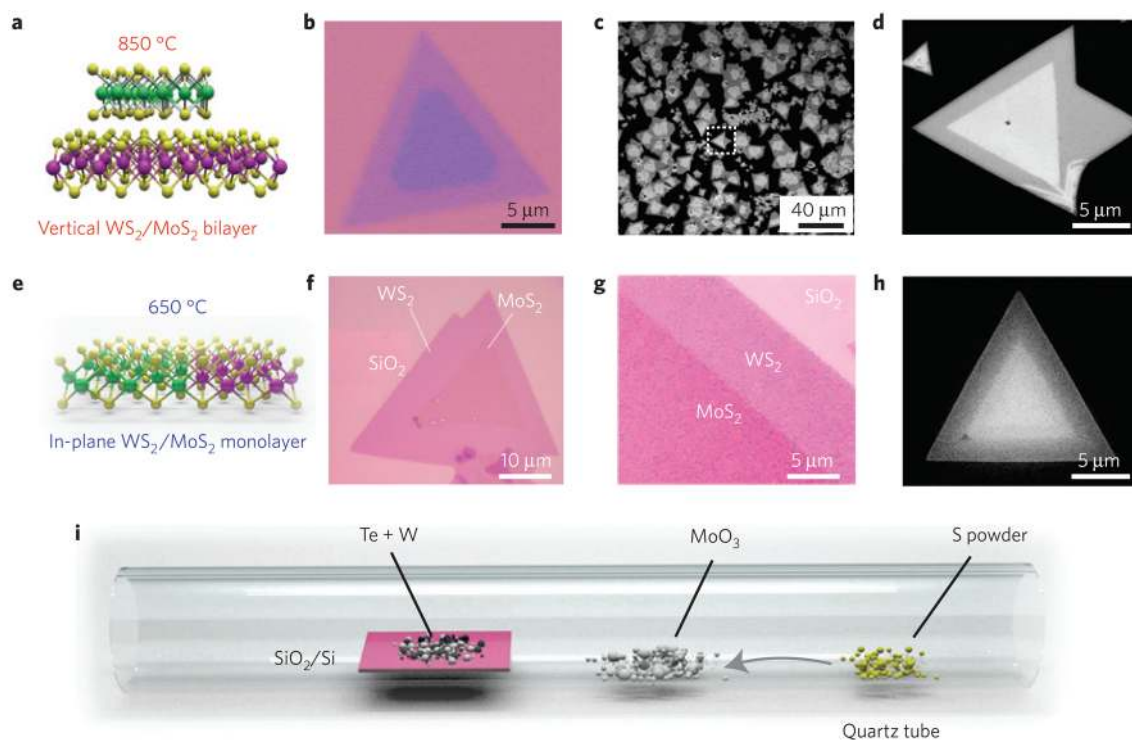 a
850 °C
Vertical WS₂/MoS₂ bilayer
b
5 µm
c
40 µm
d
5 µm
e
650 °C
In-plane WS₂/MoS₂ monolayer
f
WS₂
MoS₂
SiO₂
10 µm
g
SiO₂
WS₂
MoS₂
5 µm
h
5 µm
i
Te + W
MoO₃
S powder
SiO₂/Si
Quartz tube